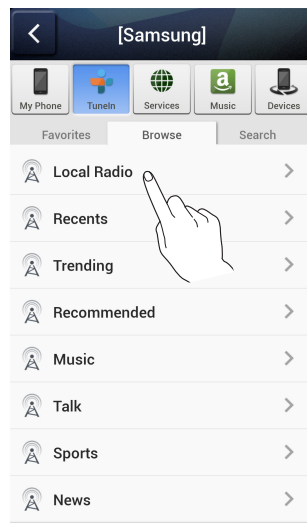 [Samsung]
My Phone TuneIn Services Music Devices
Favorites Browse Search
Local Radio
Recents
Trending
Recommended
Music
Talk
Sports
News